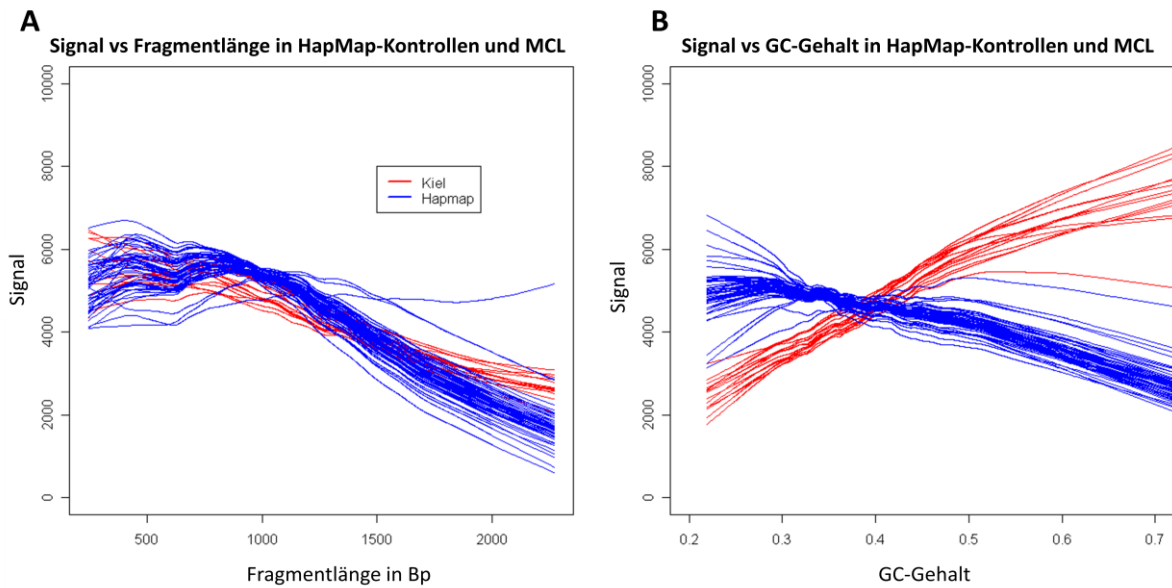 A
Signal vs Fragmentlänge in HapMap-Kontrollen und MCL
Signal
10000
8000
6000
4000
2000
0
Kiel
Hapmap
500
1000
1500
2000
Fragmentlänge in Bp
B
Signal vs GC-Gehalt in HapMap-Kontrollen und MCL
Signal
10000
8000
6000
4000
2000
0
0.2
0.3
0.4
0.5
0.6
0.7
GC-Gehalt